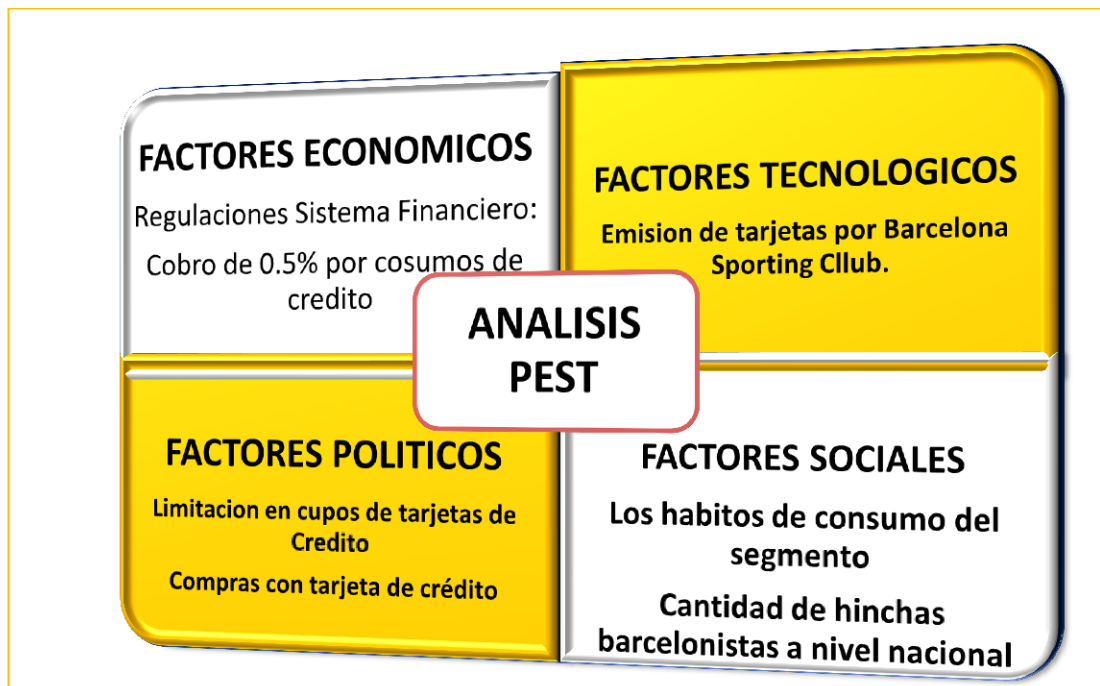 FACTORES ECONOMICOS
Regulaciones Sistema Financiero:
Cobro de 0.5% por cosumos de
credito
FACTORES TECNOLOGICOS
Emision de tarjetas por Barcelona
Sporting Cllub.
ANALISIS
PEST
FACTORES POLITICOS
Limitacion en cupos de tarjetas de
Credito
Compras con tarjeta de crédito
FACTORES SOCIALES
Los habitos de consumo del
segmento
Cantidad de hinchas
barcelonistas a nivel nacional